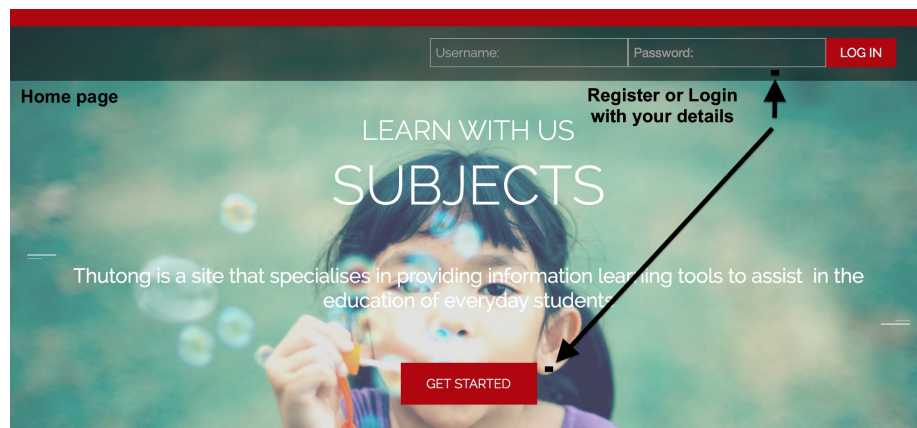 Username: Password: LOG IN
Home page
Register or Login
with your details
LEARN WITH US
SUBJECTS
Thutong is a site that specialises in providing information learning tools to assist in the
education of everyday students
GET STARTED